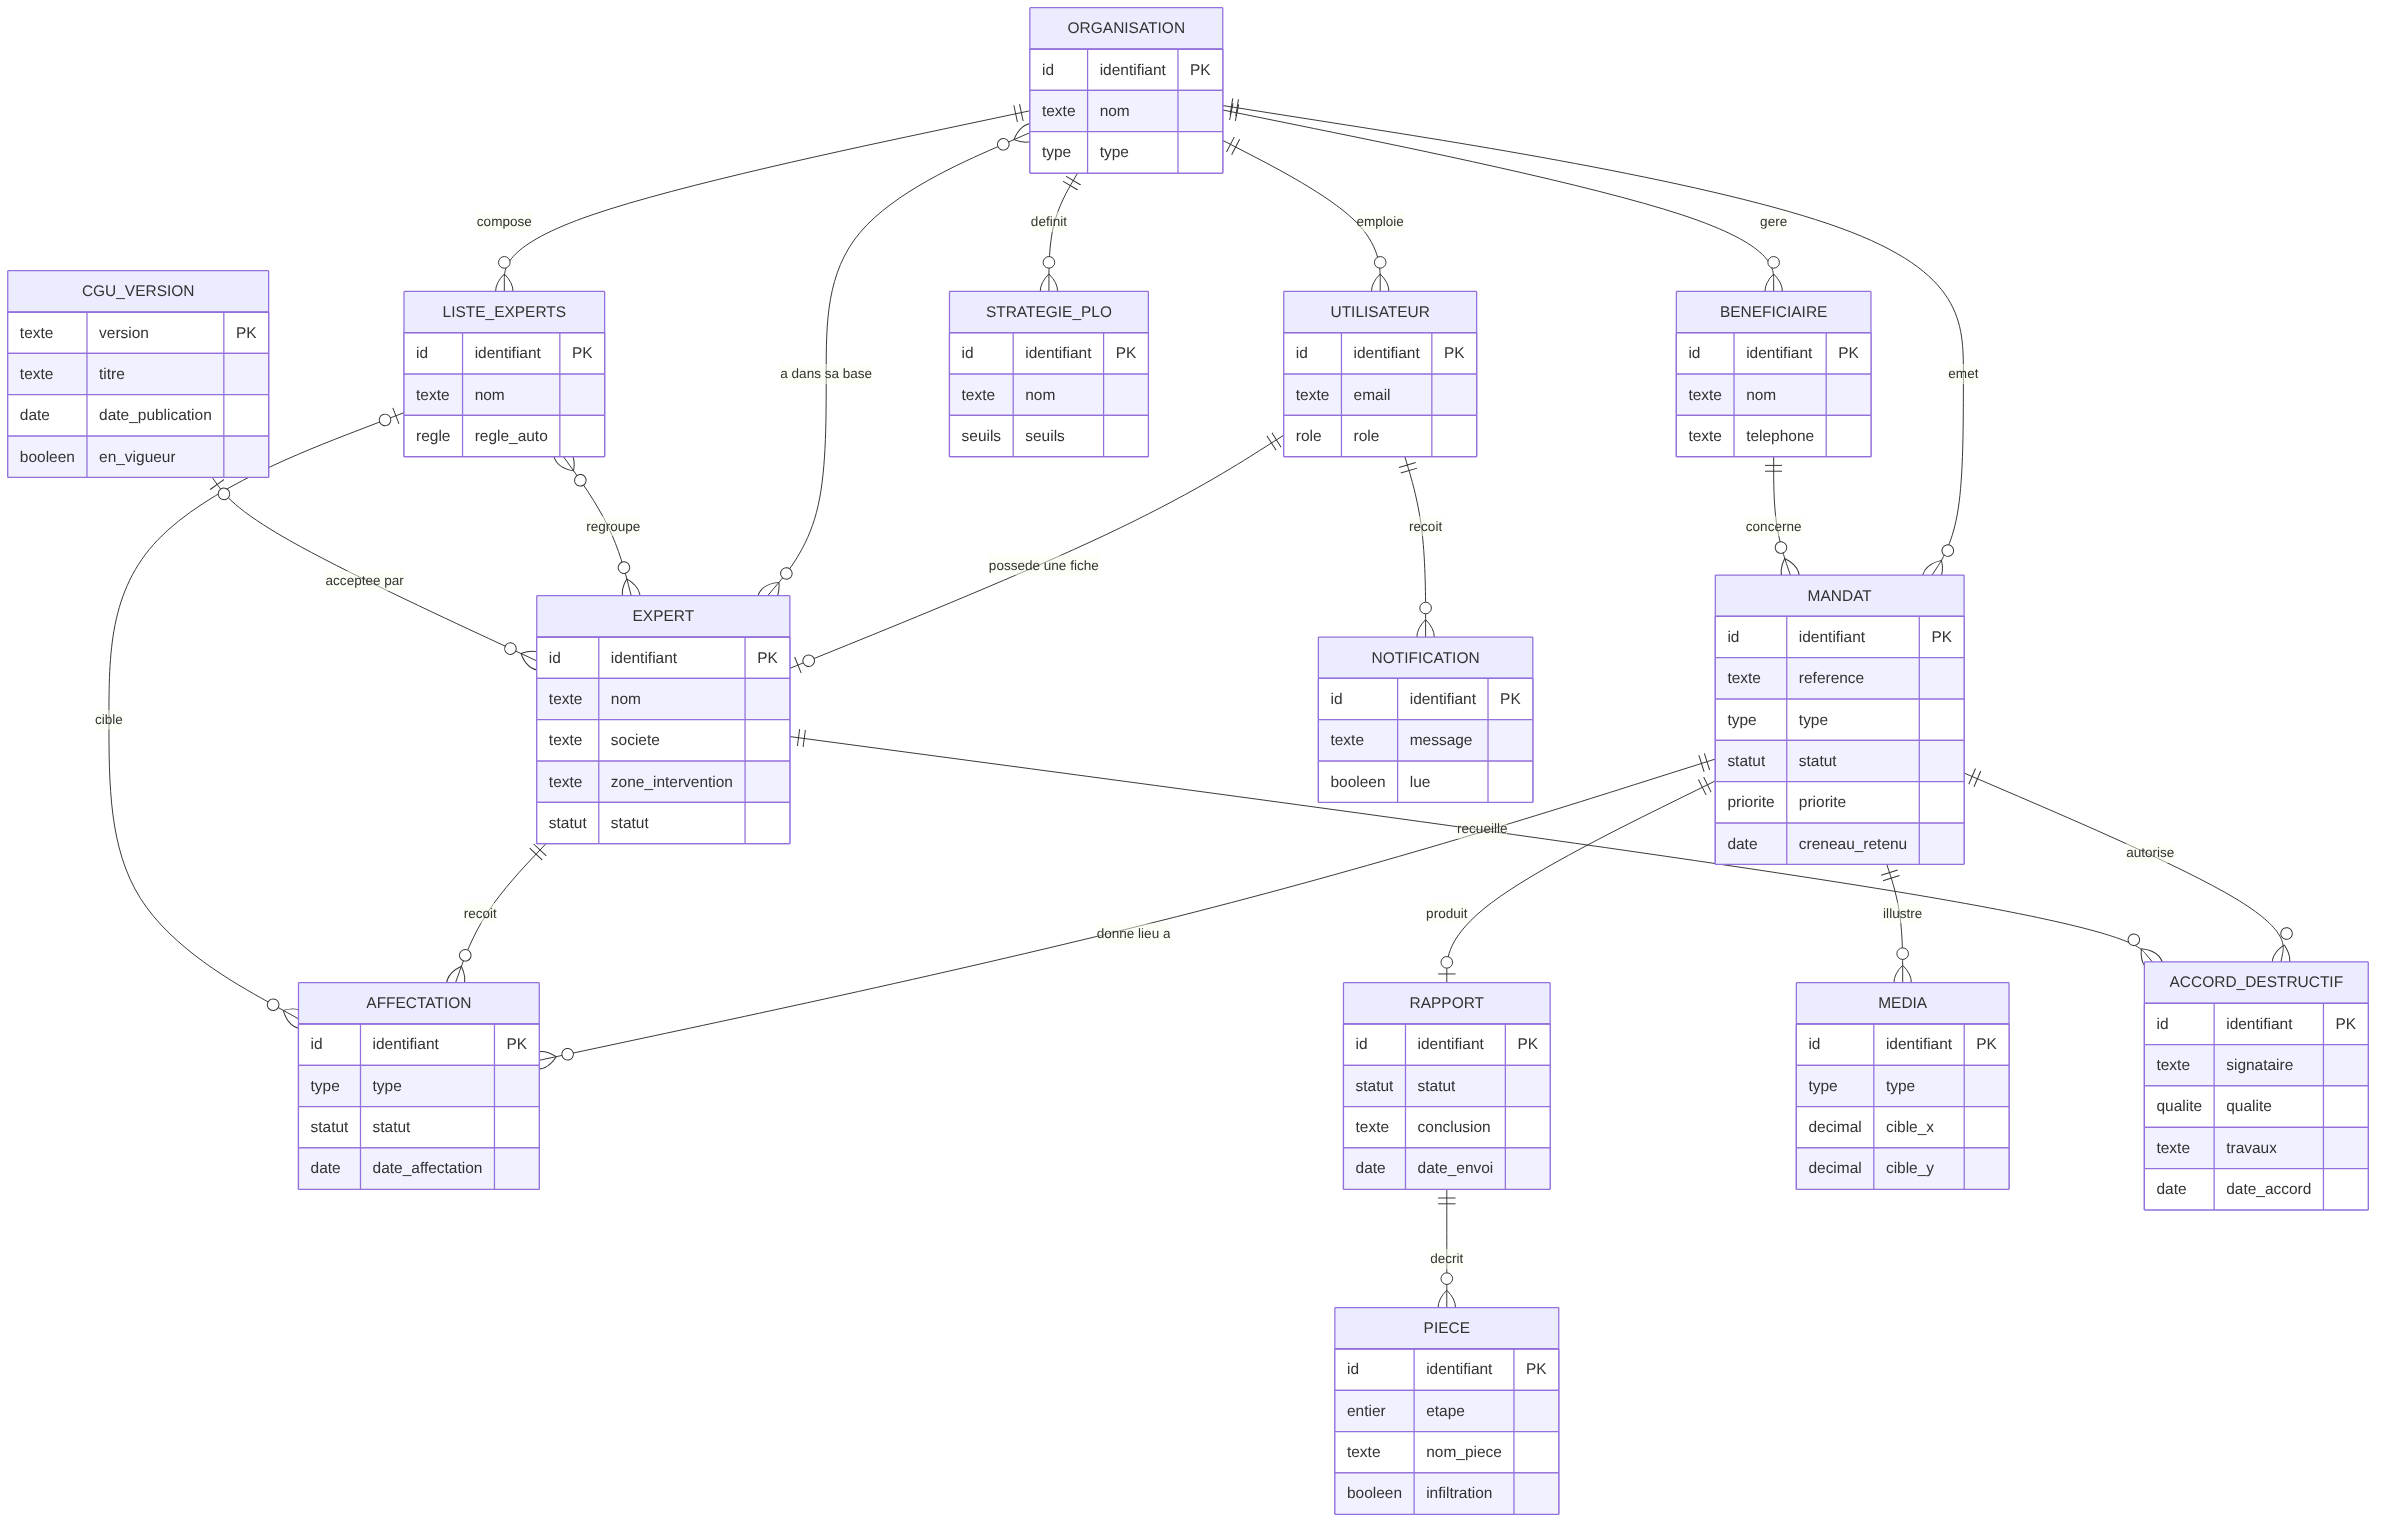 ORGANISATION
id identifiant PK
texte nom
type type
compose
definit
emploie
gere
a dans sa base
emet
CGU_VERSION
texte version PK
texte titre
date date_publication
booleen en_vigueur
LISTE_EXPERTS
id identifiant PK
texte nom
regle regle_auto
STRATEGIE_PLO
id identifiant PK
texte nom
seuils seuils
UTILISATEUR
id identifiant PK
texte email
role role
BENEFICIAIRE
id identifiant PK
texte nom
texte telephone
regroupe
recoit
concerne
acceptee par
possede une fiche
EXPERT
id identifiant PK
texte nom
texte societe
texte zone_intervention
statut statut
NOTIFICATION
id identifiant PK
texte message
booleen lue
MANDAT
id identifiant PK
texte reference
type type
statut statut
priorite priorite
date creneau_retenu
cible
recueille
autorise
recoit
produit
illustre
donne lieu a
AFFECTATION
id identifiant PK
type type
statut statut
date date_affectation
RAPPORT
id identifiant PK
statut statut
texte conclusion
date date_envoi
MEDIA
id identifiant PK
type type
decimal cible_x
decimal cible_y
ACCORD_DESTRUCTIF
id identifiant PK
texte signataire
qualite qualite
texte travaux
date date_accord
decrit
PIECE
id identifiant PK
entier etape
texte nom_piece
booleen infiltration